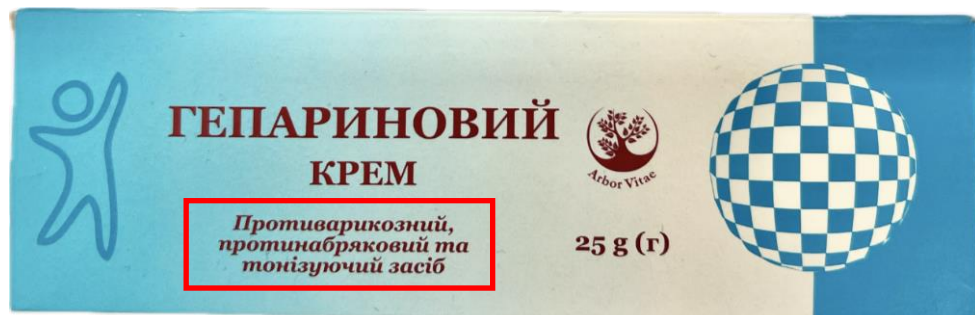 ГЕПАРИНОВИЙ
КРЕМ
Arbor Vitae
Противарикозний,
протинабряковий та
тонізуючий засіб
25 g (г)